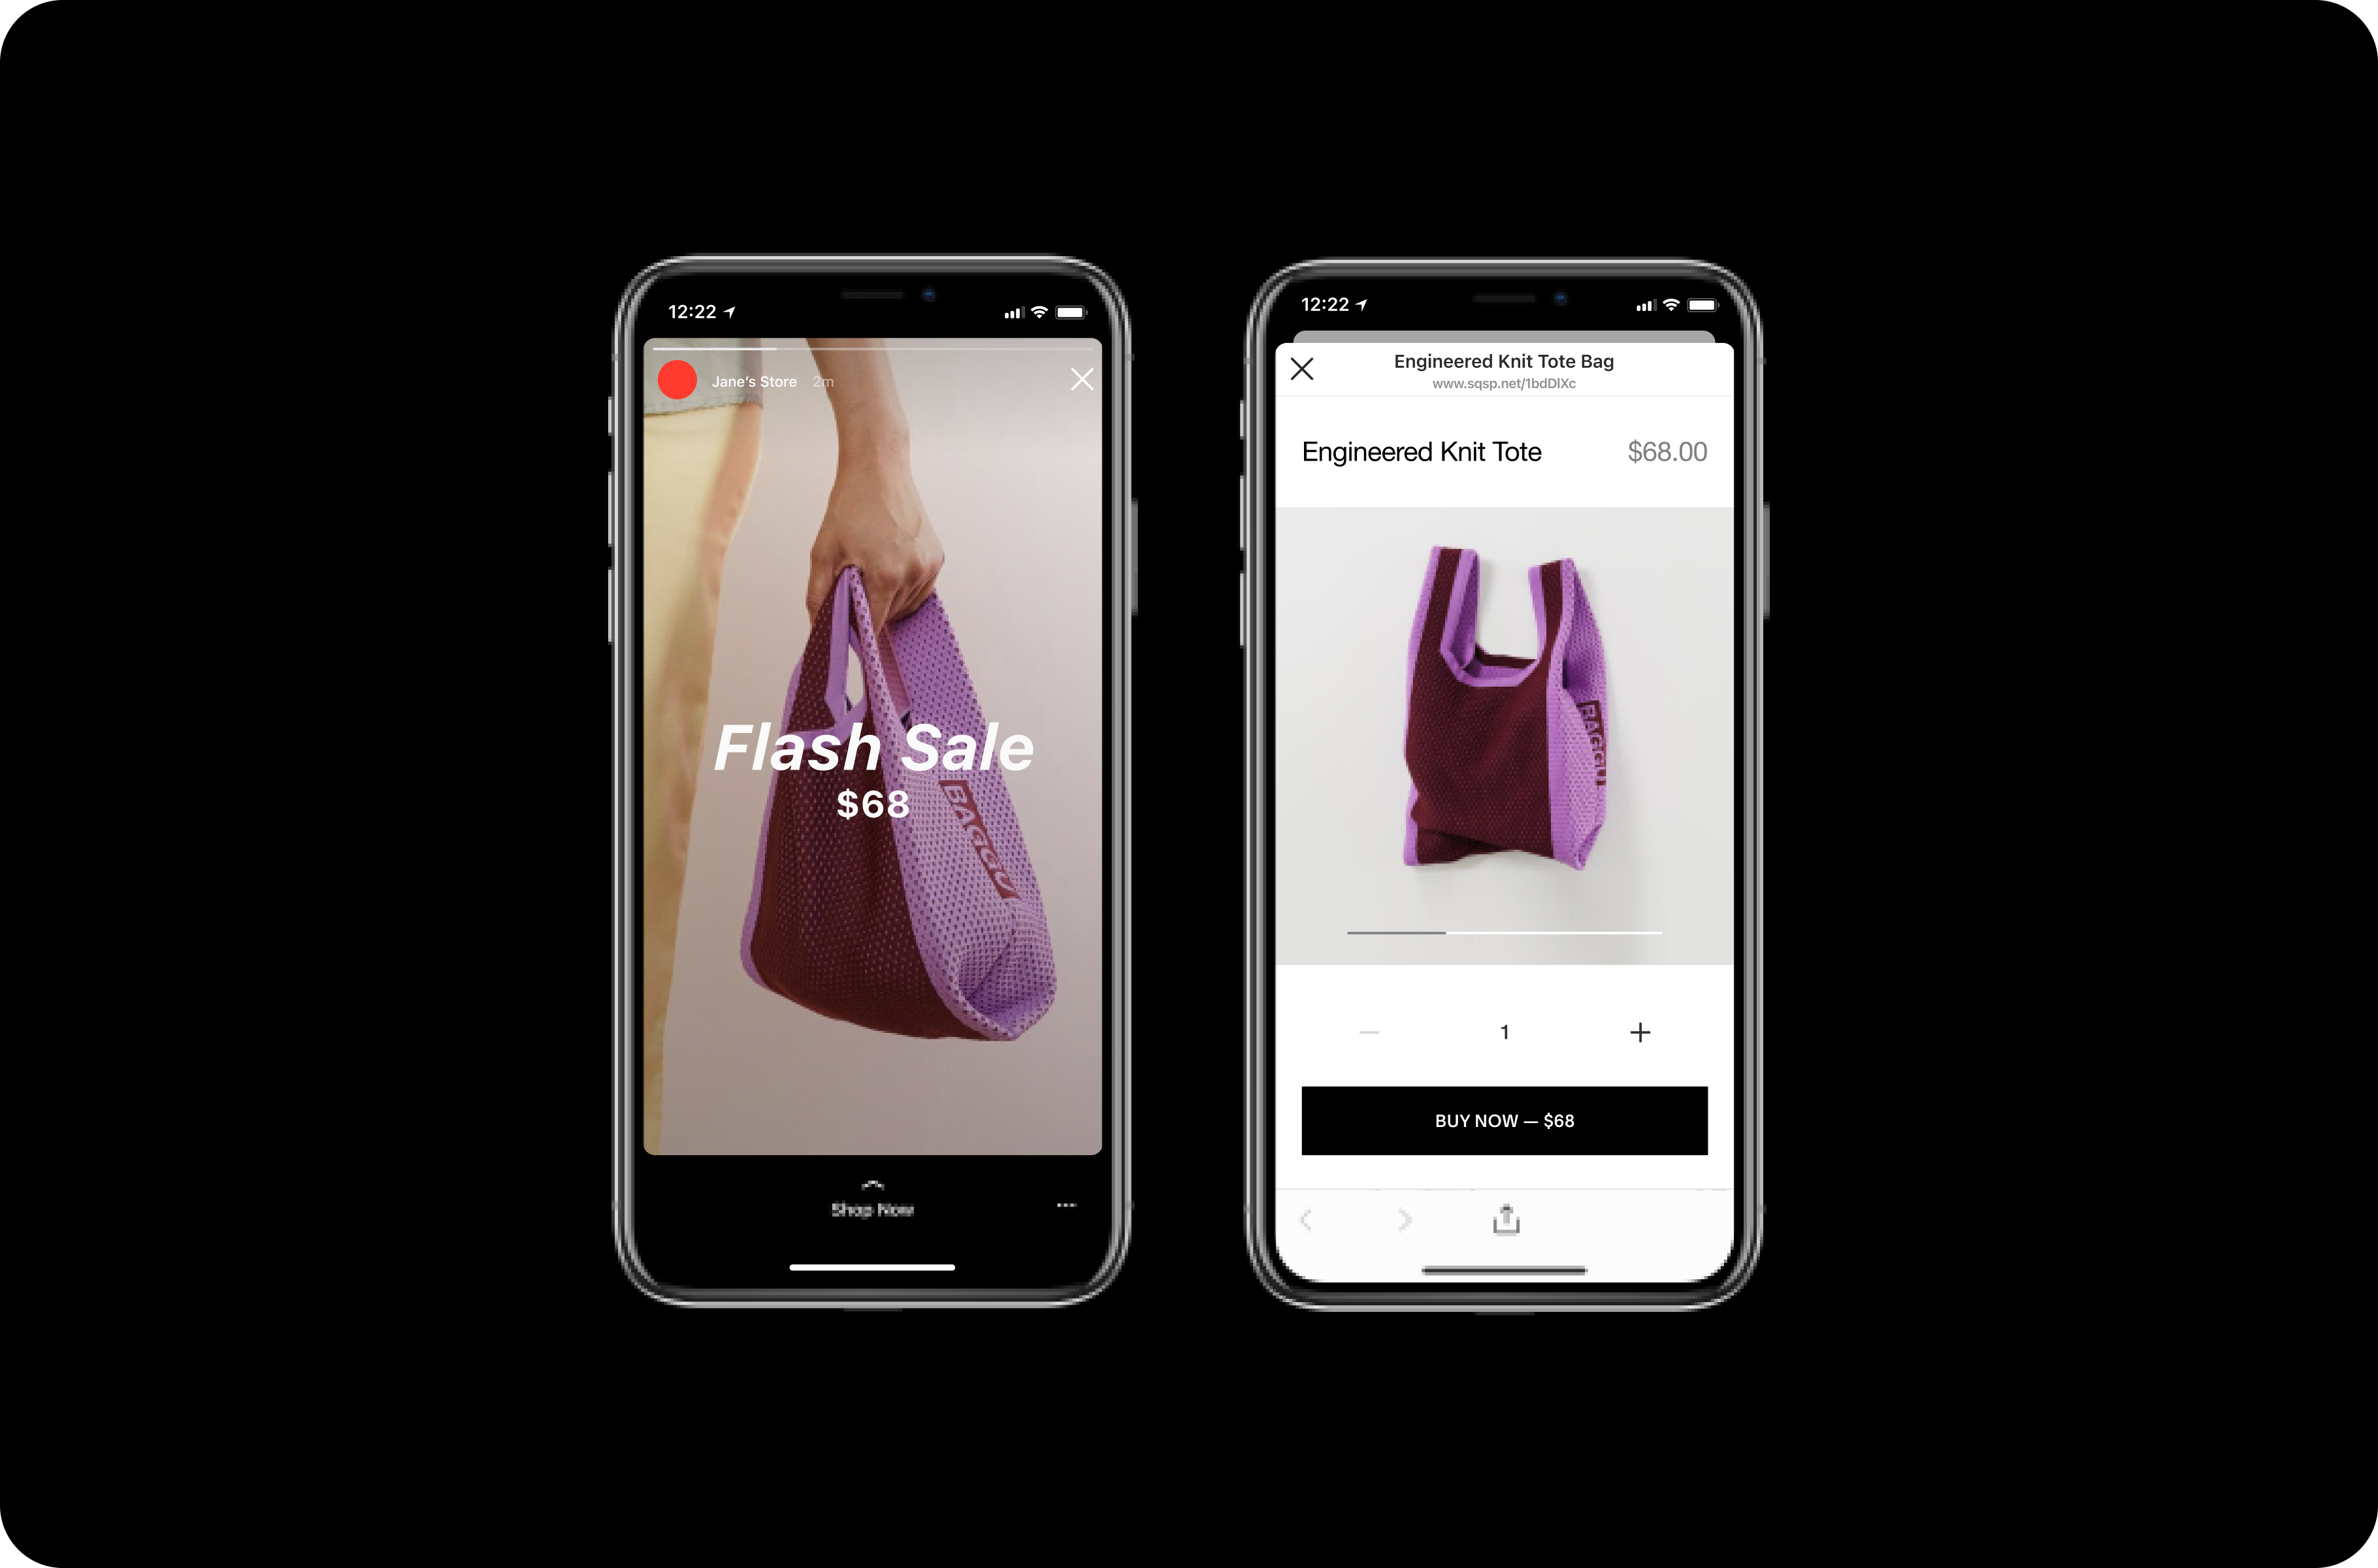 12:22
Jane's Store 2m
Flash Sale
$68
BAGGU
Shop Now
12:22
Engineered Knit Tote Bag
www.sqsp.net/1bdDlXc
Engineered Knit Tote $68.00
BAGGU
1
BUY NOW — $68